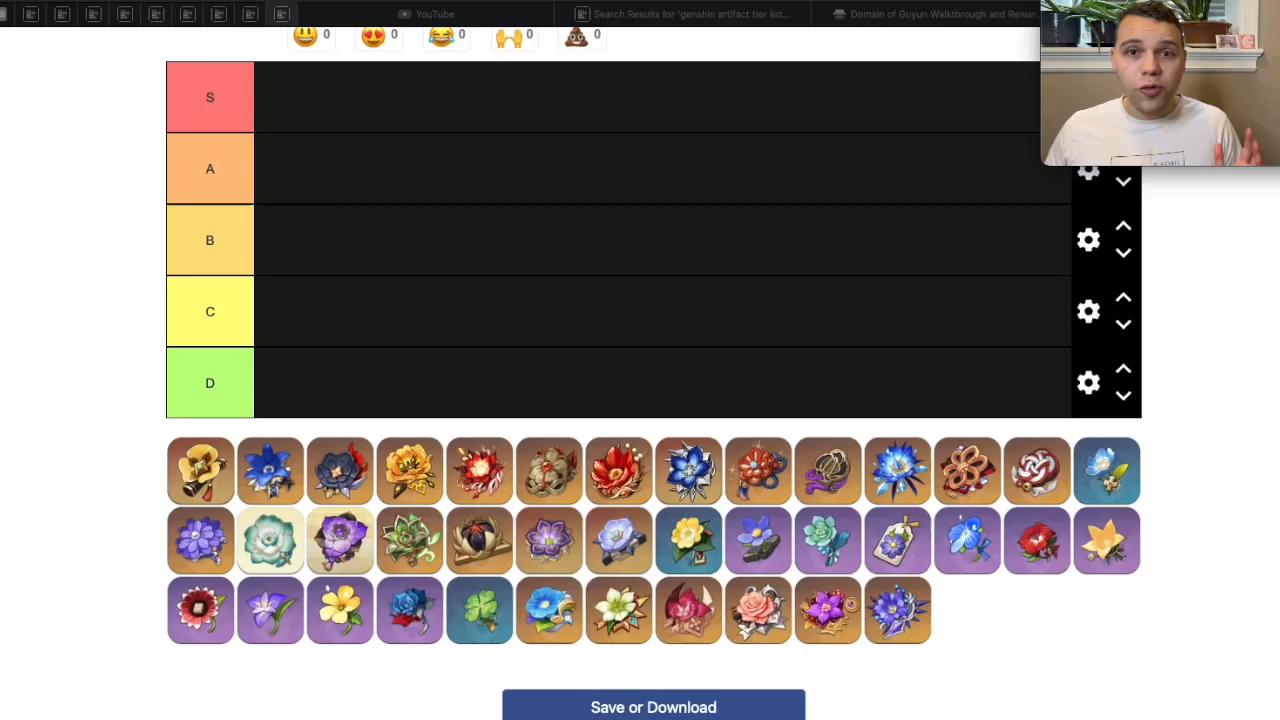 YouTube
Search Results for 'genshin artifact tier list...
Domain of Guyun Walkthrough and Rewar...
0
0
0
0
0
S
A
B
C
D
Save or Download